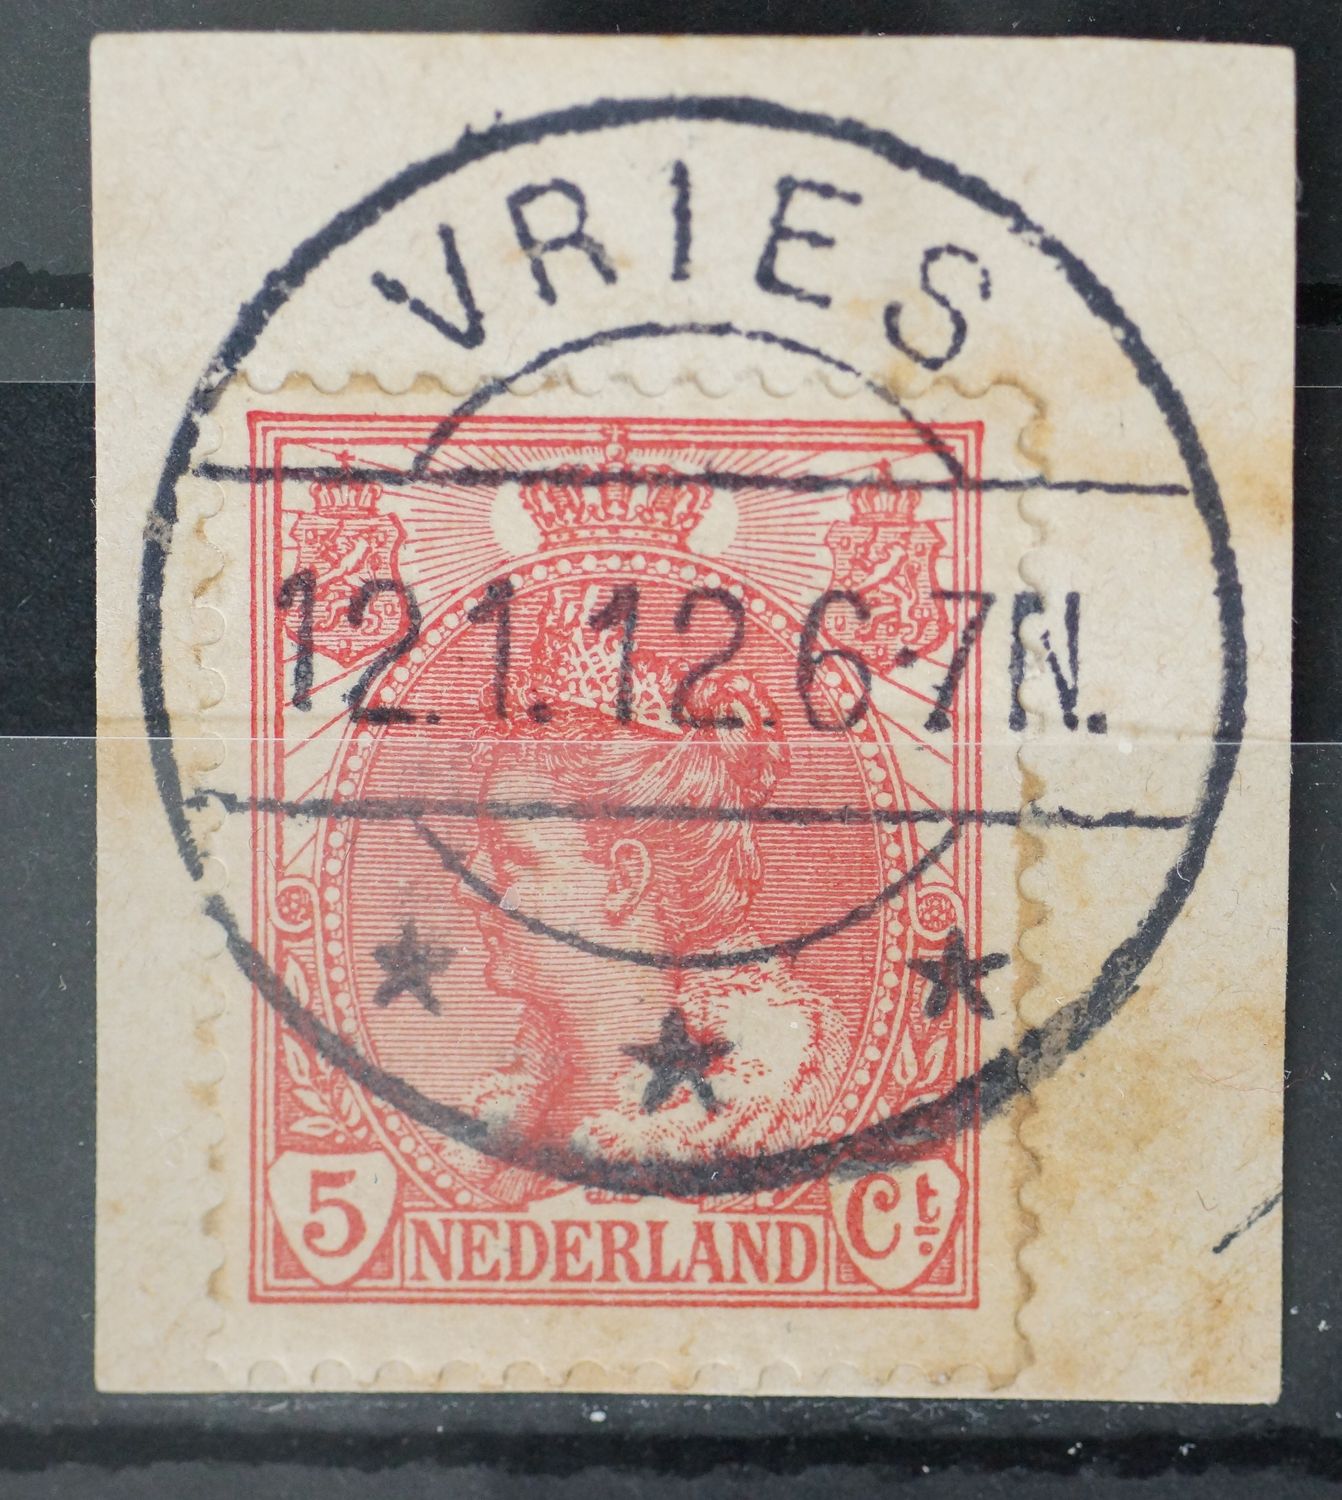 VRIES
12.1.12.6-7N.
5 NEDERLAND Ct.